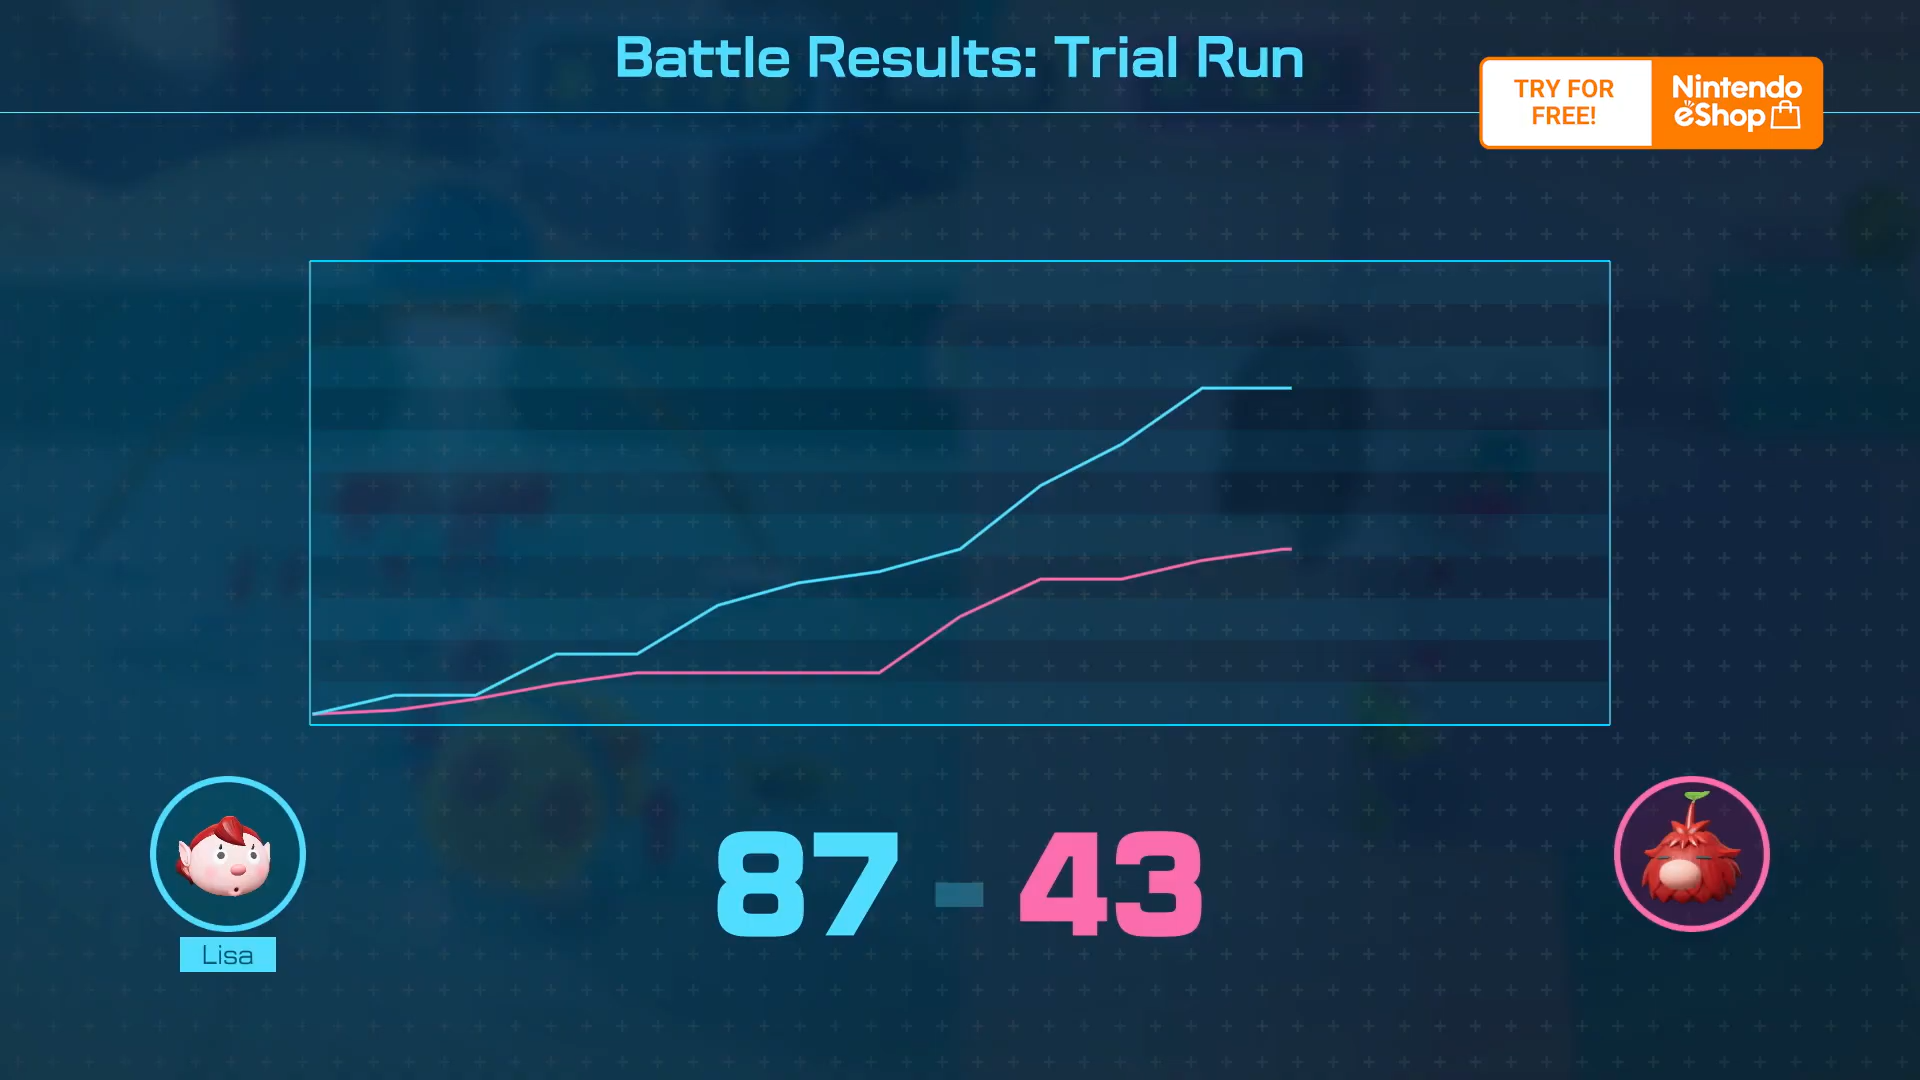 Battle Results: Trial Run
TRY FOR
FREE!
Nintendo
eShop
87 - 43
Lisa